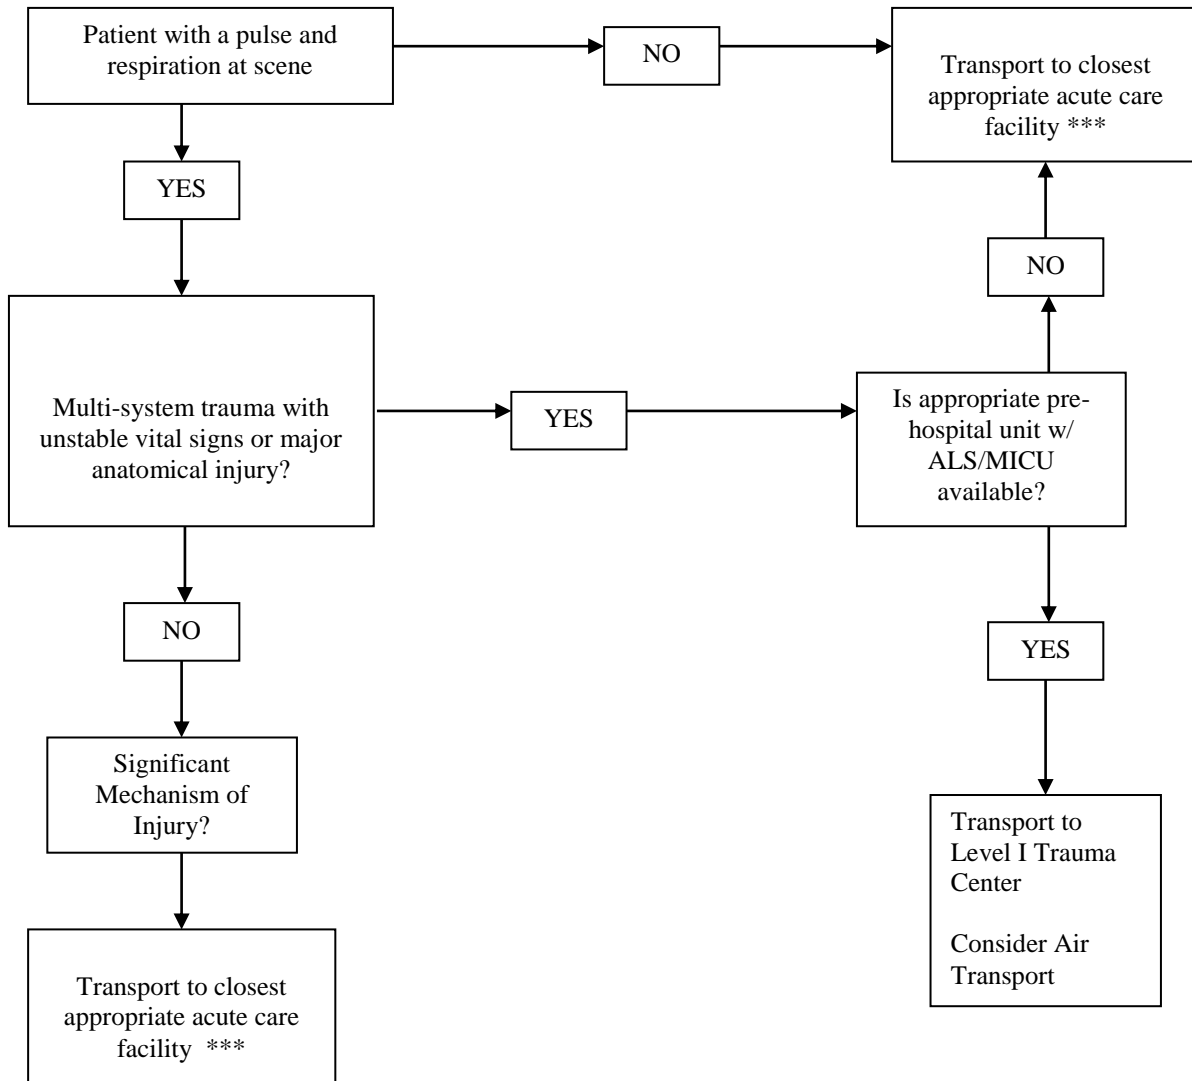 Patient with a pulse and
respiration at scene
NO
Transport to closest
appropriate acute care
facility ***
YES
NO
Multi-system trauma with
unstable vital signs or major
anatomical injury?
YES
Is appropriate pre-
hospital unit w/
ALS/MICU
available?
NO
YES
Significant
Mechanism of
Injury?
Transport to
Level I Trauma
Center
Consider Air
Transport
Transport to closest
appropriate acute care
facility ***